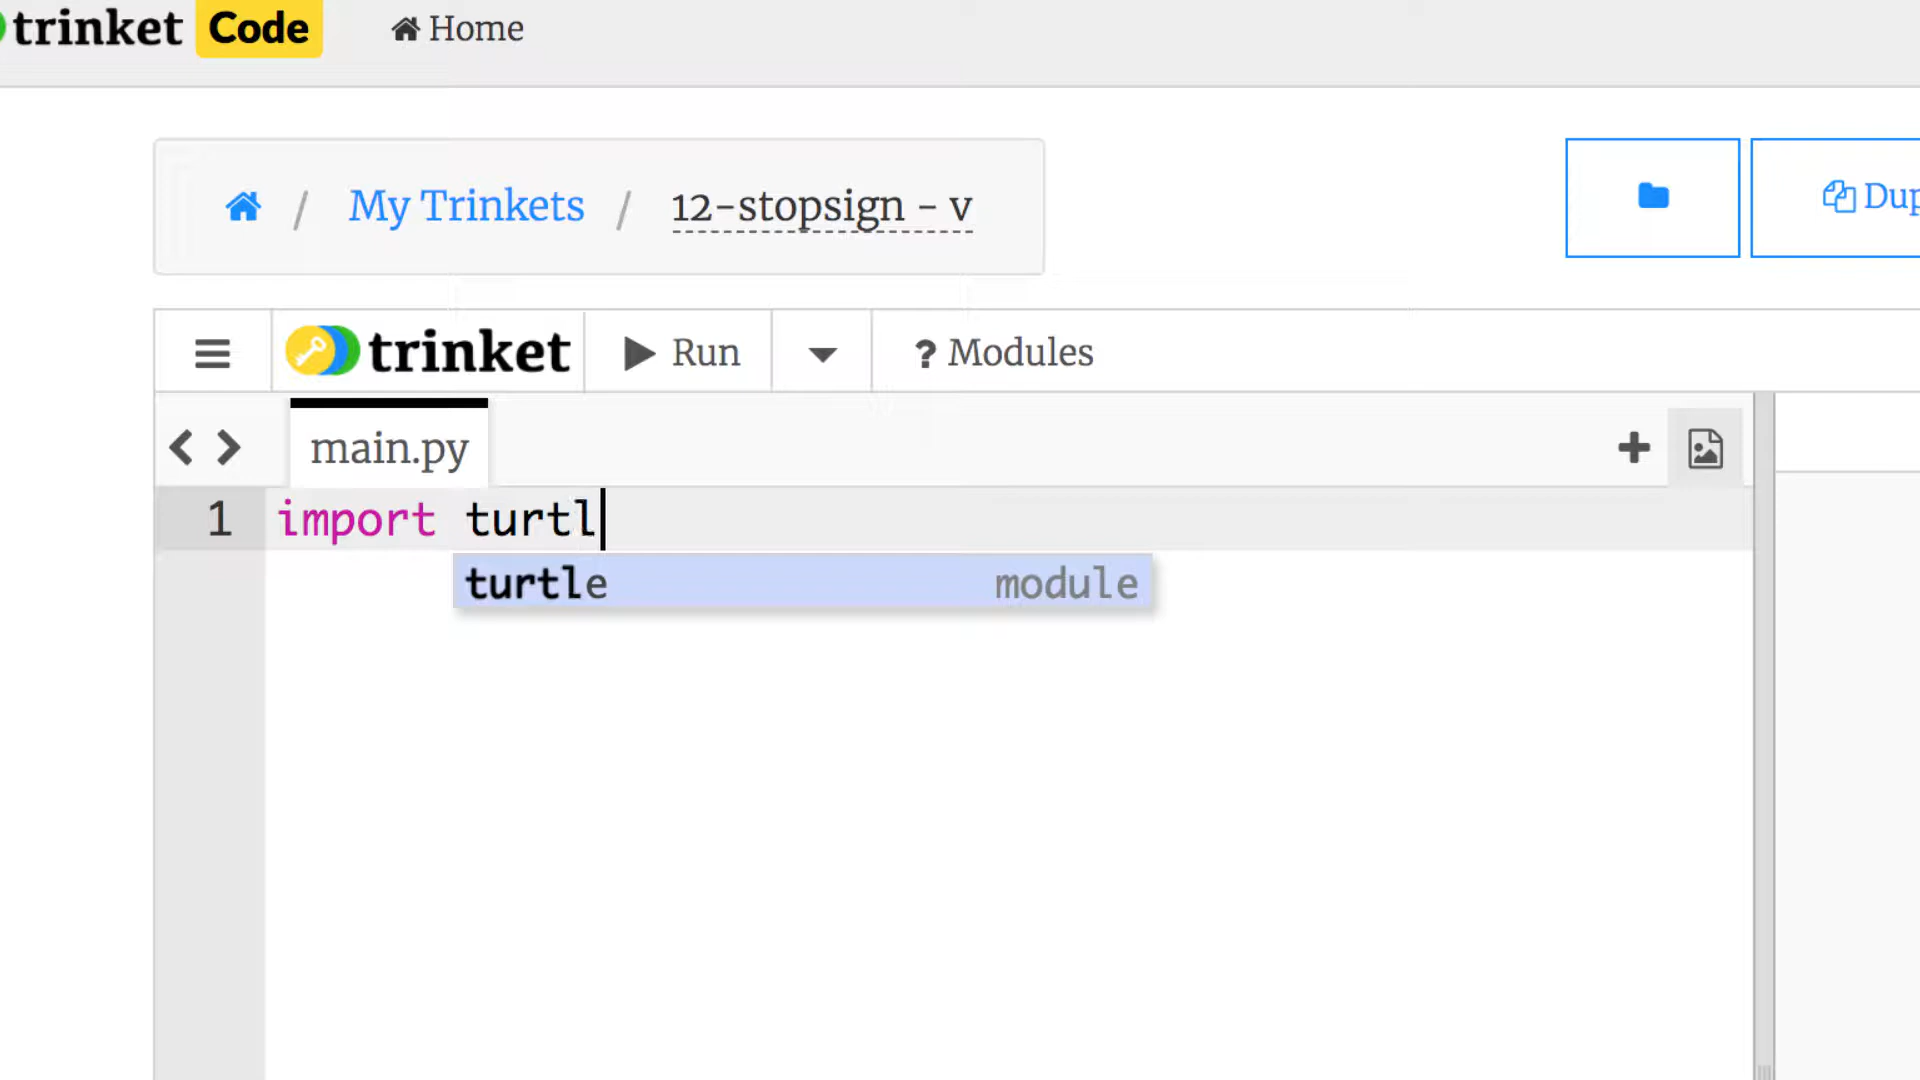 trinket Code Home
My Trinkets / 12-stopsign - v
Dup
trinket Run ? Modules
main.py
1 import turtl
turtle module